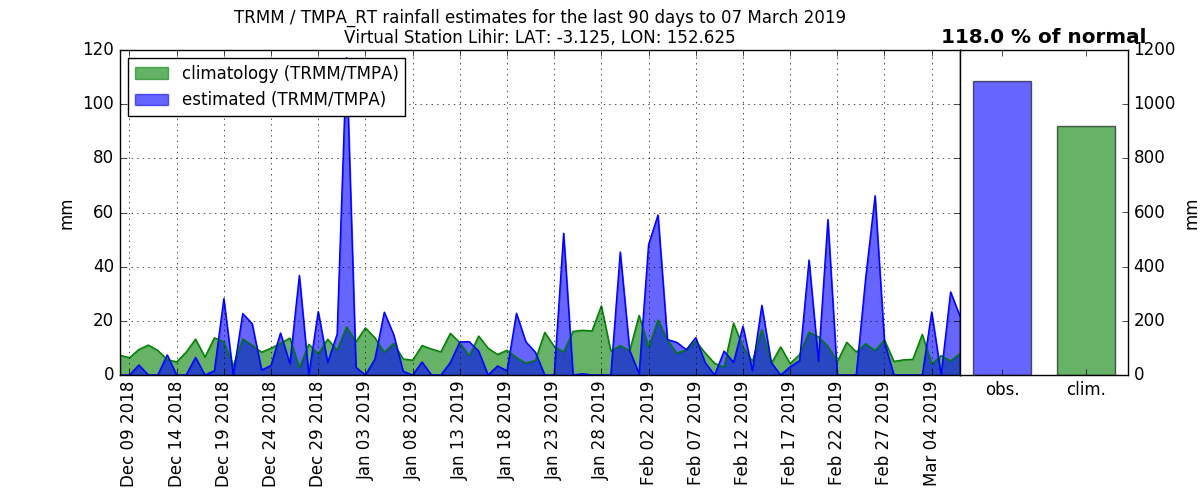 TRMM / TMPA_RT rainfall estimates for the last 90 days to 07 March 2019
Virtual Station Lihir: LAT: -3.125, LON: 152.625
118.0 % of normal
climatology (TRMM/TMPA)
estimated (TRMM/TMPA)
120
100
80
60
40
20
0
mm
1200
1000
800
600
400
200
0
mm
Dec 09 2018
Dec 14 2018
Dec 19 2018
Dec 24 2018
Dec 29 2018
Jan 03 2019
Jan 08 2019
Jan 13 2019
Jan 18 2019
Jan 23 2019
Jan 28 2019
Feb 02 2019
Feb 07 2019
Feb 12 2019
Feb 17 2019
Feb 22 2019
Feb 27 2019
Mar 04 2019
obs.
clim.